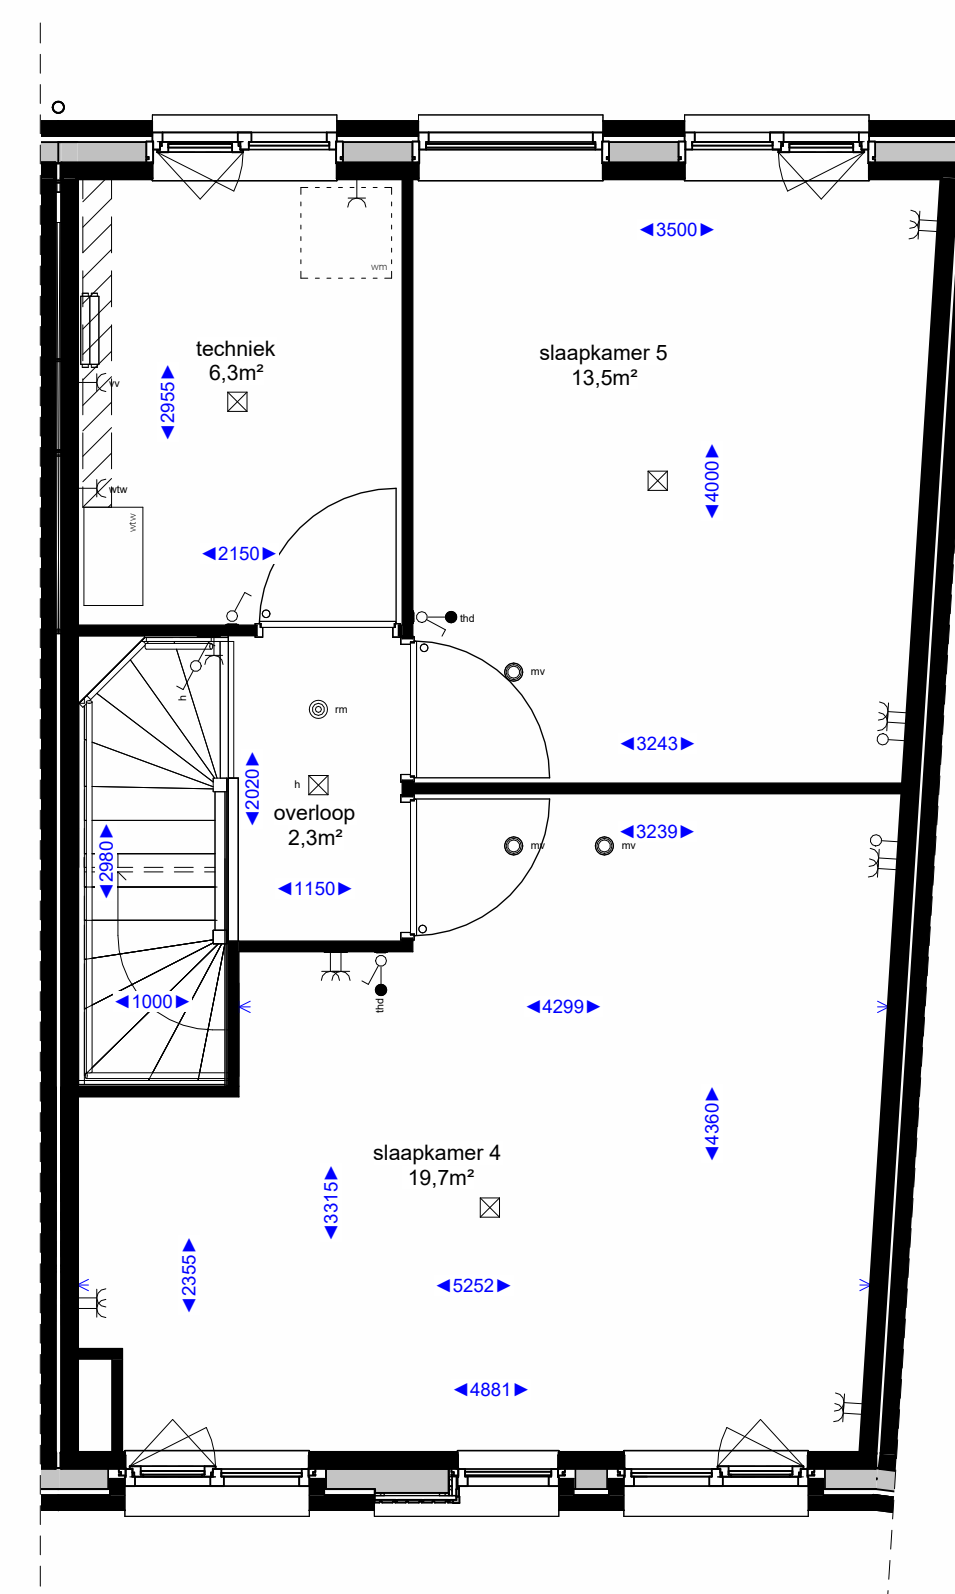 3500
wm
techniek
6,3m²
slaapkamer 5
13,5m²
vv
2955
4000
wtw
wtw
2150
thd
mv
h
rm
3243
2020
h
overloop
2,3m²
3239
mv
mv
2980
1150
1000
thd
4299
4360
slaapkamer 4
19,7m²
3315
2355
5252
4881